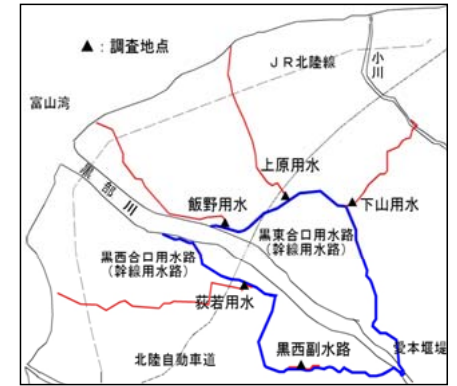 ▲：調査地点
ＪＲ北陸線
小川
富山湾
上原用水
黒部川
飯野用水
下山用水
黒東合口用水路
（幹線用水路）
黒西合口用水路
（幹線用水路）
荻若用水
黒西副水路
愛本堰堤
北陸自動車道